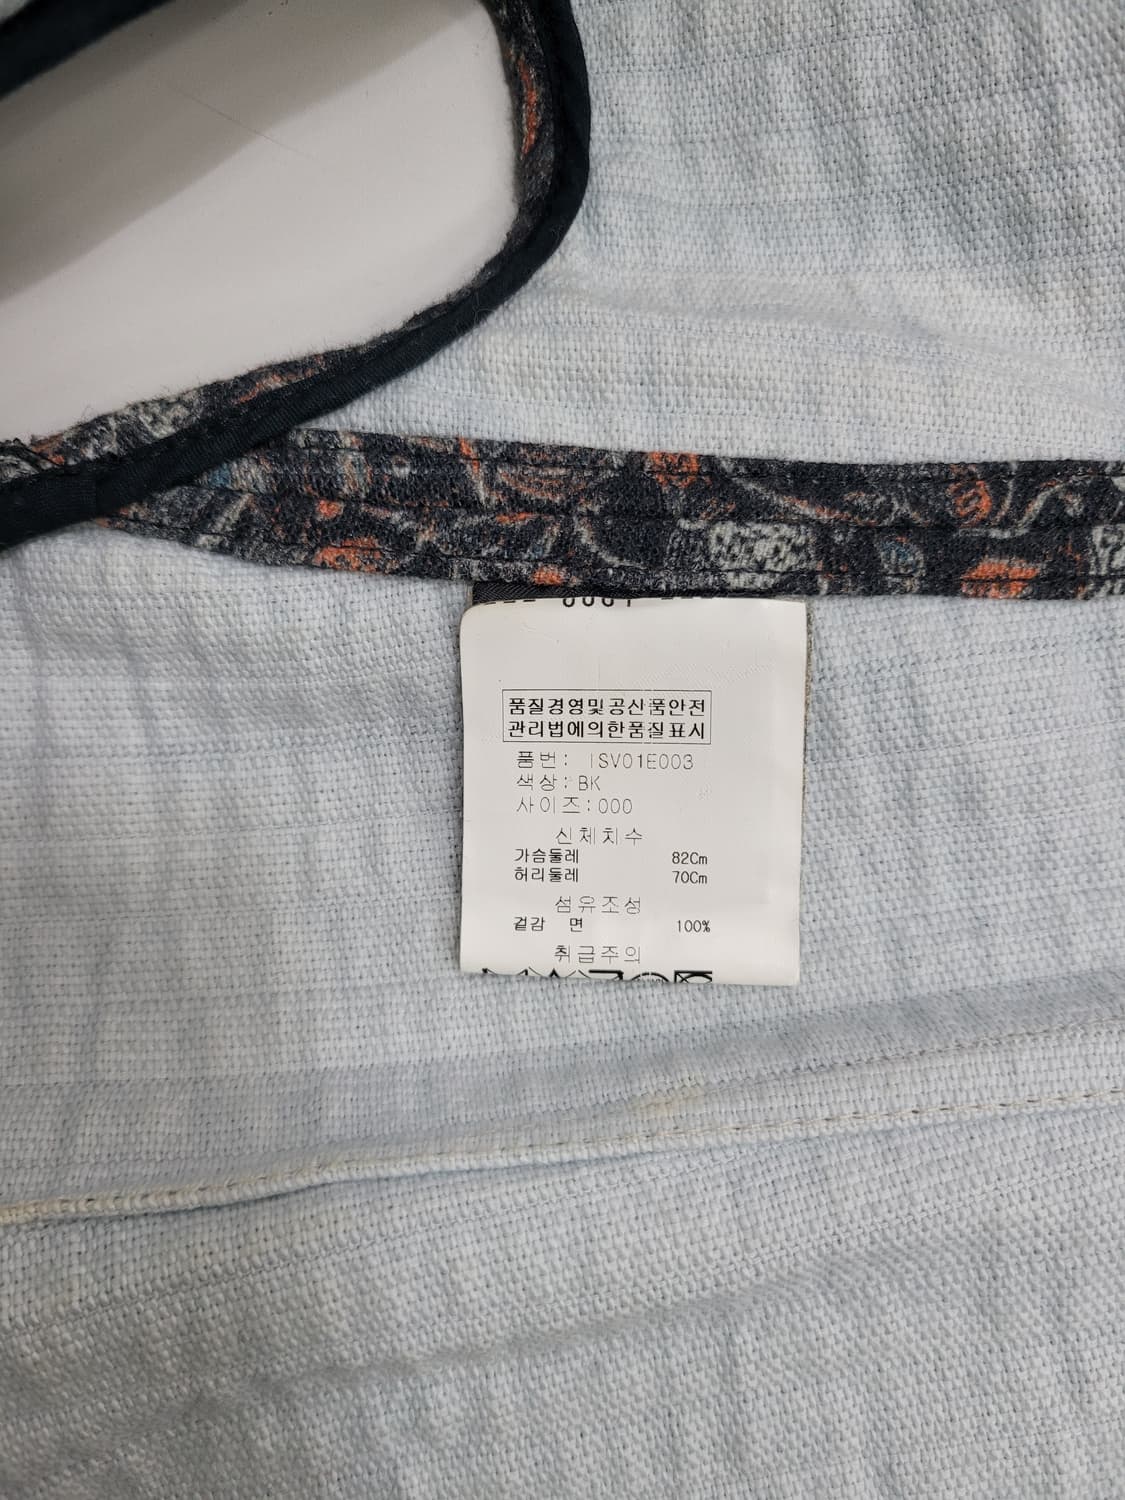 품질경영및공산품안전
관리법에의한품질표시
품번: ISV01E003
색상:BK
사이즈:000
신체치수
가슴둘레 82Cm
허리둘레 70Cm
섬유조성
겉감 면 100%
취급주의